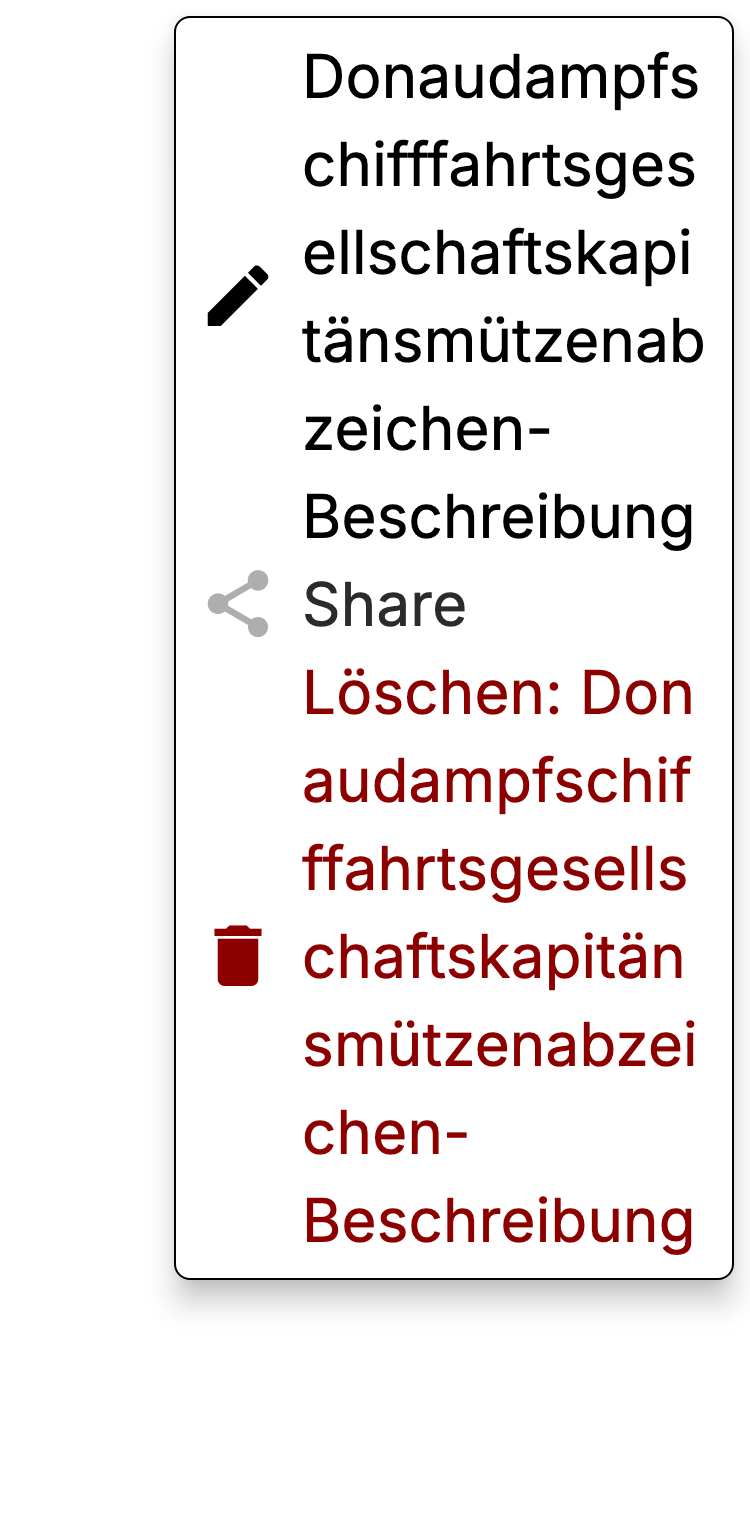 Donaudampfs
chifffahrtsges
ellschaftskapi
tänsmützenab
zeichen-
Beschreibung
Share
Löschen: Don
audampfschif
ffahrtsgesells
chaftskapitän
smützenabzei
chen-
Beschreibung